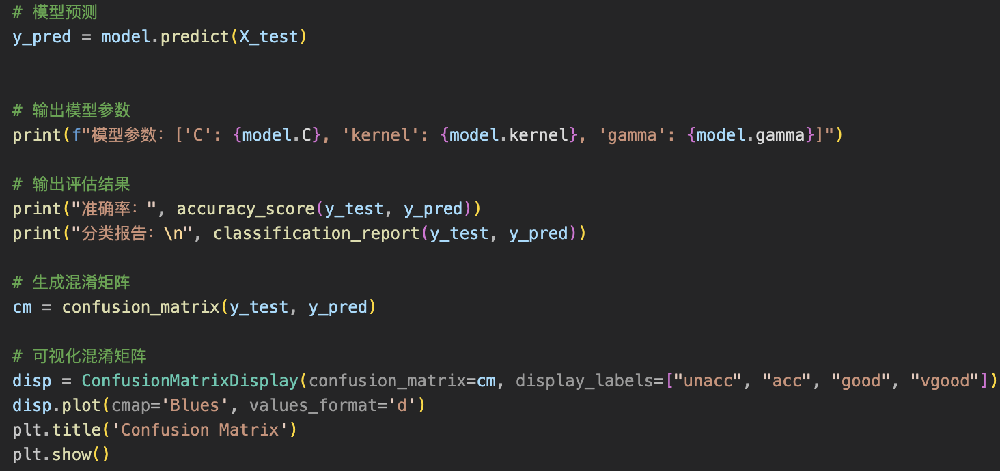 # 模型预测
y_pred = model.predict(X_test)
# 输出模型参数
print(f"模型参数：['C': {model.C}, 'kernel': {model.kernel}, 'gamma': {model.gamma}]")
# 输出评估结果
print("准确率：", accuracy_score(y_test, y_pred))
print("分类报告：\n", classification_report(y_test, y_pred))
# 生成混淆矩阵
cm = confusion_matrix(y_test, y_pred)
# 可视化混淆矩阵
disp = ConfusionMatrixDisplay(confusion_matrix=cm, display_labels=["unacc", "acc", "good", "vgood"])
disp.plot(cmap='Blues', values_format='d')
plt.title('Confusion Matrix')
plt.show()